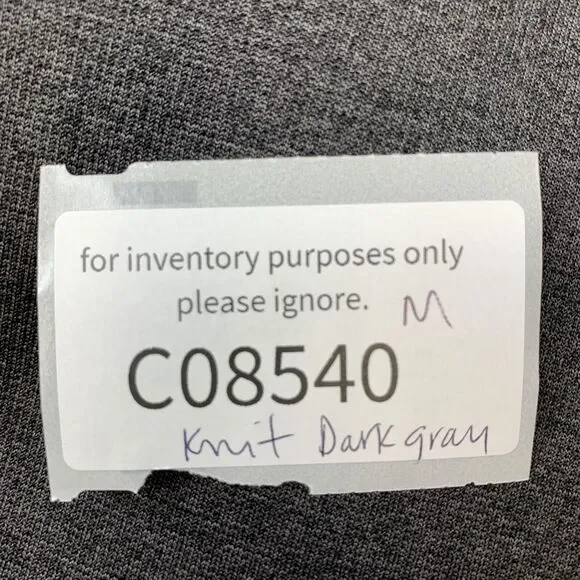 for inventory purposes only
please ignore. M
C08540
Knit Dark gray